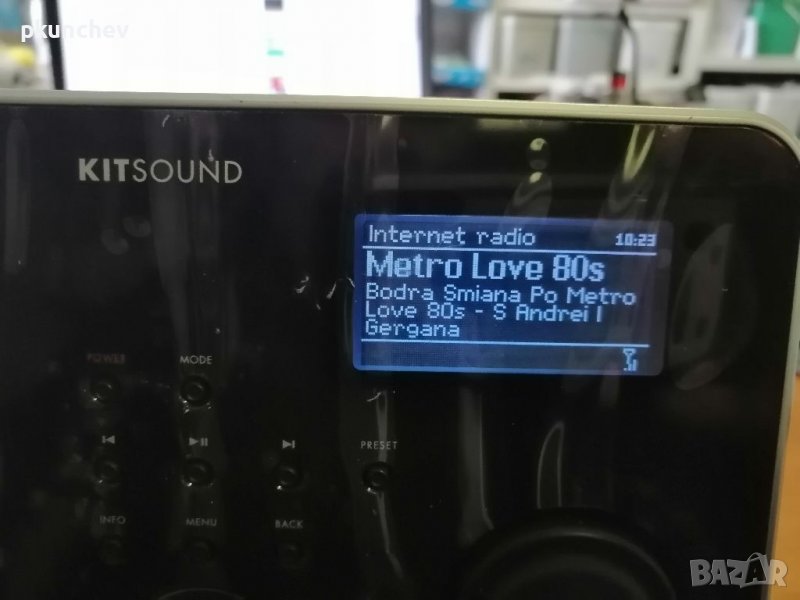 pkunchev
KITSOUND
Internet radio 10:23
Metro Love 80s
Bodra Smiana Po Metro
Love 80s - S Andrei I
Gergana
POWER MODE
PRESET
INFO MENU BACK
BAZAR